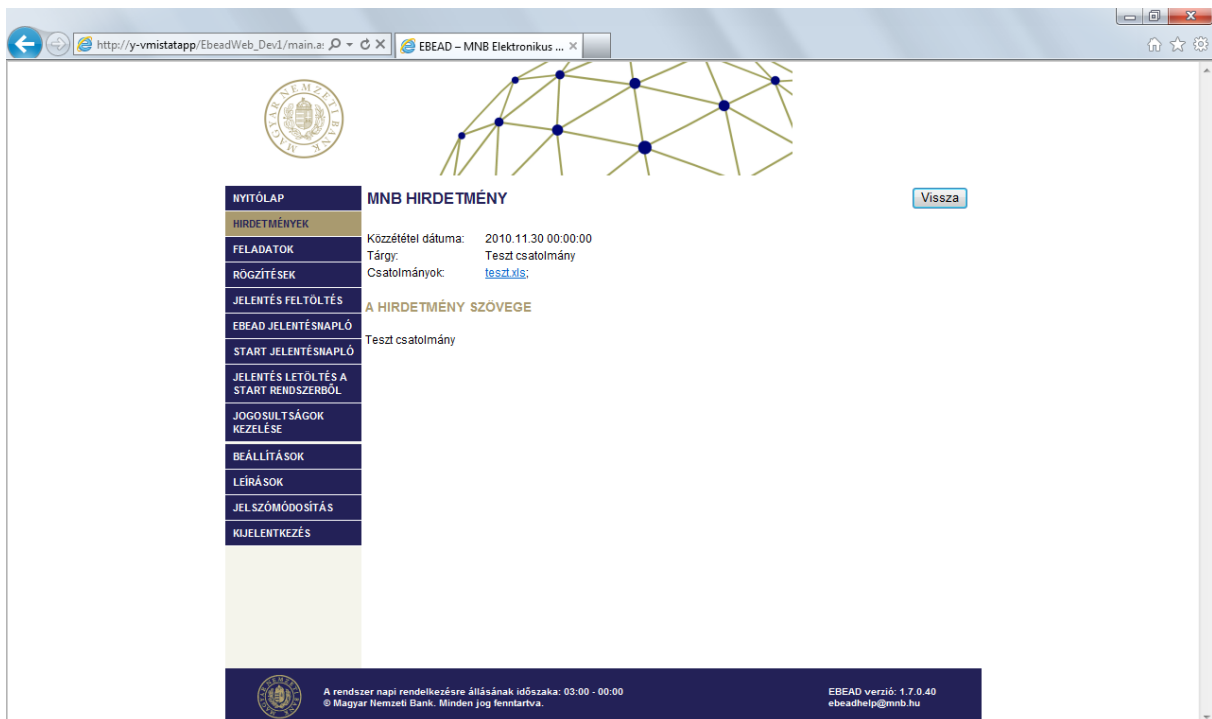 http://y-vmistatapp/EbeadWeb_Dev1/main.a:
EBEAD – MNB Elektronikus ...
MAGYAR NEMZETI BANK
NYITÓLAP
HIRDETMÉNYEK
FELADATOK
RÖGZÍTÉSEK
JELENTÉS FELTÖLTÉS
EBEAD JELENTÉSNAPLÓ
START JELENTÉSNAPLÓ
JELENTÉS LETÖLTÉS A
START RENDSZERBŐL
JOGOSULTSÁGOK
KEZELÉSE
BEÁLLÍTÁSOK
LEÍRÁSOK
JELSZÓMÓDOSÍTÁS
KIJELENTKEZÉS
MNB HIRDETMÉNY
Vissza
Közzététel dátuma: 2010.11.30 00:00:00
Tárgy: Teszt csatolmány
Csatolmányok: teszt.xls;
A HIRDETMÉNY SZÖVEGE
Teszt csatolmány
A rendszer napi rendelkezésre állásának időszaka: 03:00 - 00:00
© Magyar Nemzeti Bank. Minden jog fenntartva.
EBEAD verzió: 1.7.0.40
ebeadhelp@mnb.hu